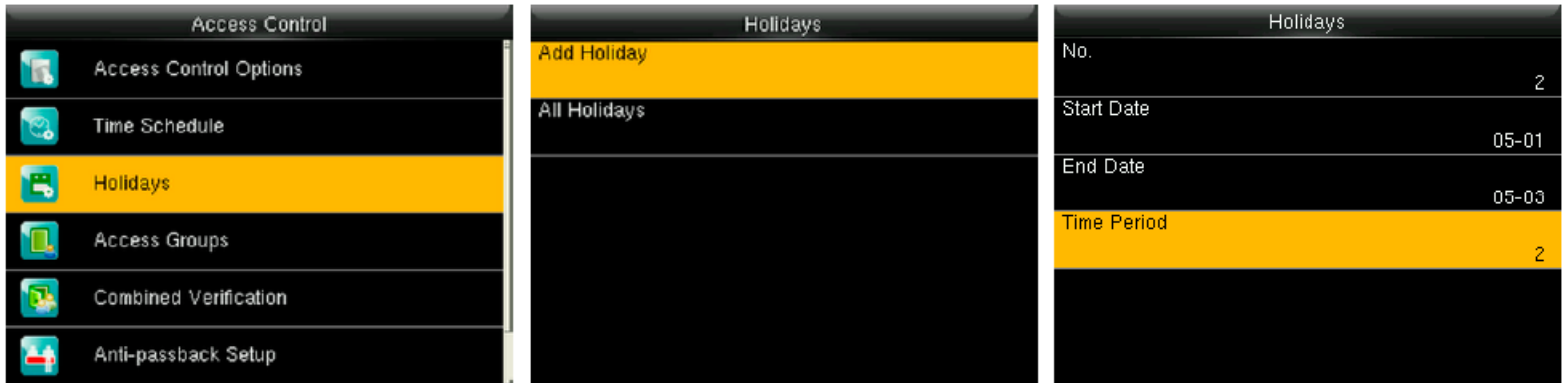 Access Control
Access Control Options
Time Schedule
Holidays
Access Groups
Combined Verification
Anti-passback Setup
Holidays
Add Holiday
All Holidays
Holidays
No.
2
Start Date
05-01
End Date
05-03
Time Period
2